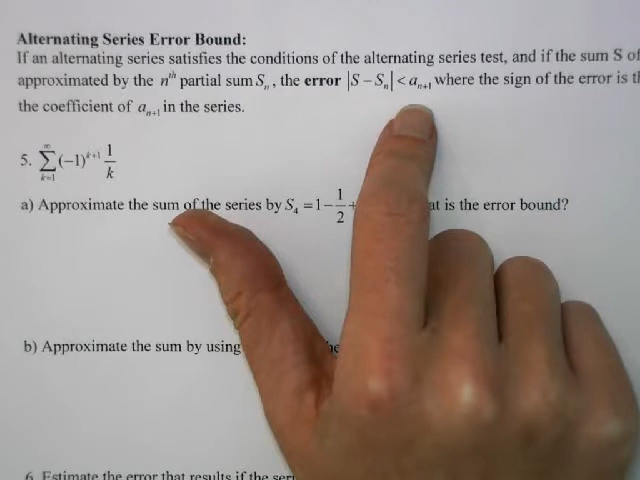 Alternating Series Error Bound:
If an alternating series satisfies the conditions of the alternating series test, and if the sum S of
approximated by the nth partial sum Sₙ, the error |S−Sₙ| < aₙ₊₁ where the sign of the error is
the coefficient of aₙ₊₁ in the series.
5. ∑_{k=1}^{∞} (−1)^{k+1} 1/k
a) Approximate the sum of the series by S₄ = 1 − 1/2 + is the error bound?
b) Approximate the sum by using
6. Estimate the error that results if the